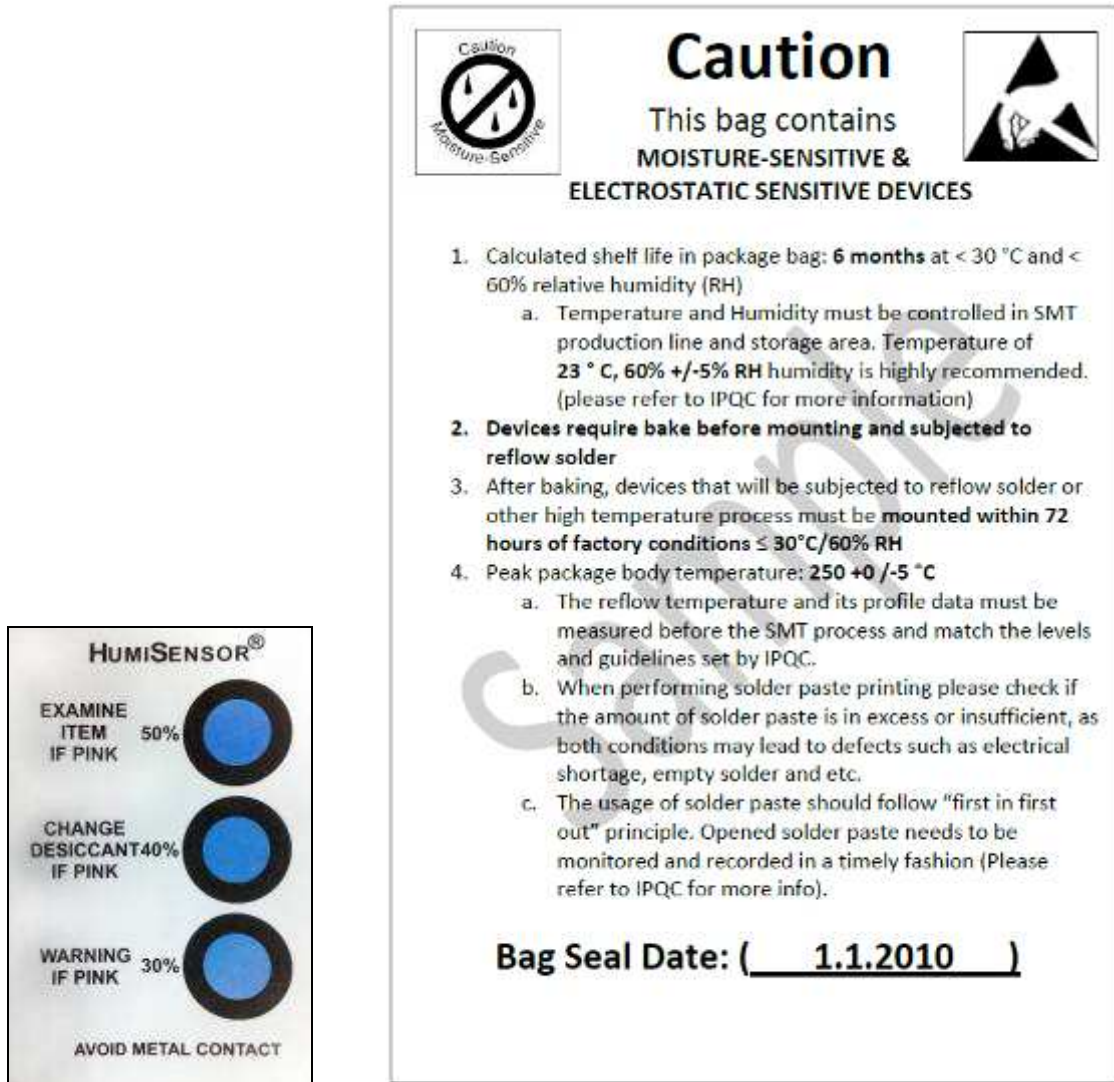 HUMISENSOR®
EXAMINE
ITEM 50%
IF PINK
CHANGE
DESICCANT 40%
IF PINK
WARNING 30%
IF PINK
AVOID METAL CONTACT
Caution
Moisture-Sensitive
Caution
This bag contains
MOISTURE-SENSITIVE &
ELECTROSTATIC SENSITIVE DEVICES
1. Calculated shelf life in package bag: 6 months at < 30 °C and <
60% relative humidity (RH)
a. Temperature and Humidity must be controlled in SMT
production line and storage area. Temperature of
23 ° C, 60% +/-5% RH humidity is highly recommended.
(please refer to IPQC for more information)
2. Devices require bake before mounting and subjected to
reflow solder
3. After baking, devices that will be subjected to reflow solder or
other high temperature process must be mounted within 72
hours of factory conditions ≤ 30°C/60% RH
4. Peak package body temperature: 250 +0 /-5 °C
a. The reflow temperature and its profile data must be
measured before the SMT process and match the levels
and guidelines set by IPQC.
b. When performing solder paste printing please check if
the amount of solder paste is in excess or insufficient, as
both conditions may lead to defects such as electrical
shortage, empty solder and etc.
c. The usage of solder paste should follow “first in first
out” principle. Opened solder paste needs to be
monitored and recorded in a timely fashion (Please
refer to IPQC for more info).
Bag Seal Date: ( 1.1.2010 )
Sample